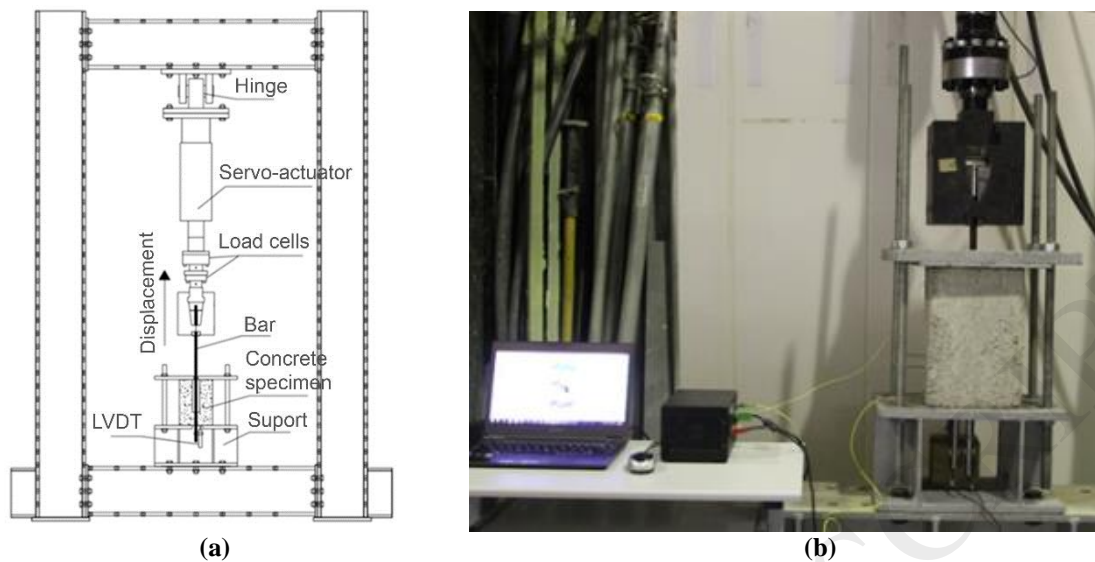 Hinge
Servo-actuator
Load cells
Displacement
Bar
Concrete
specimen
LVDT
Suport
(a)
(b)